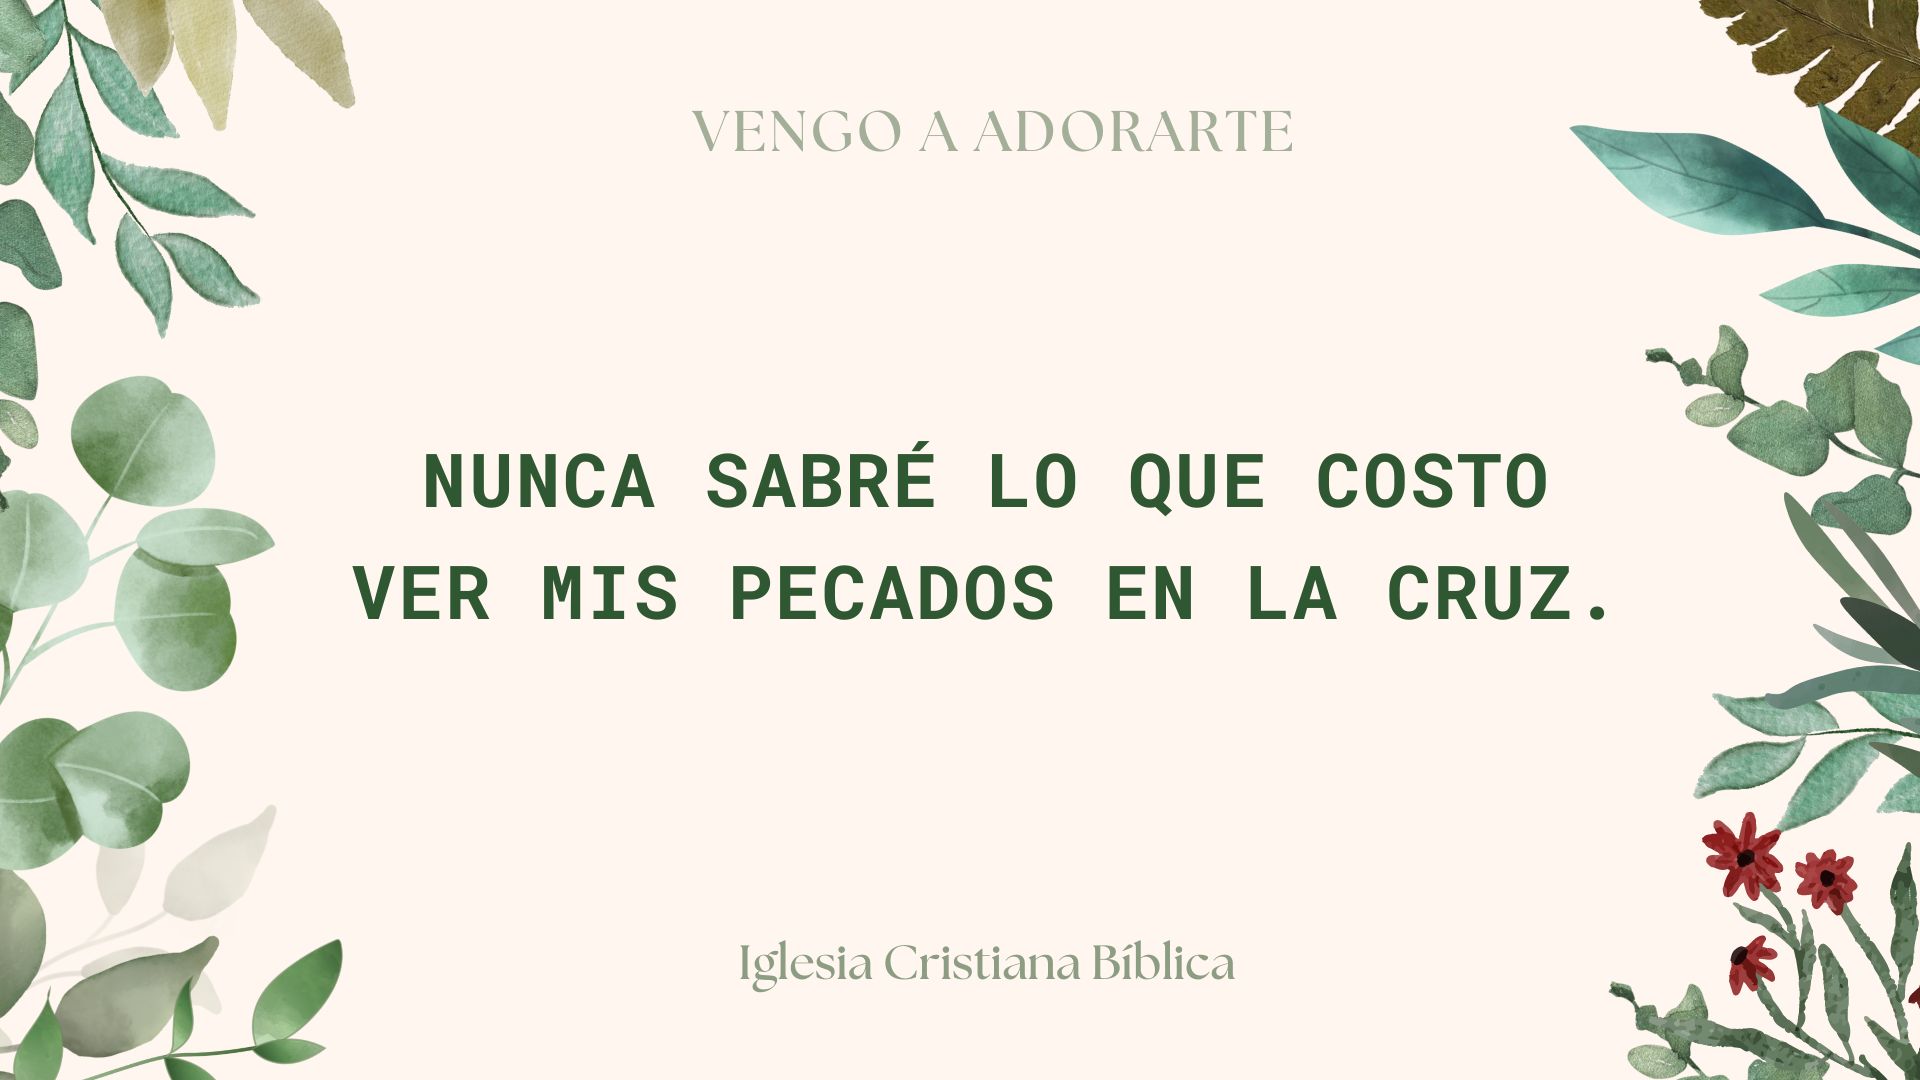 VENGO A ADORARTE
NUNCA SABRÉ LO QUE COSTO
VER MIS PECADOS EN LA CRUZ.
Iglesia Cristiana Bíblica